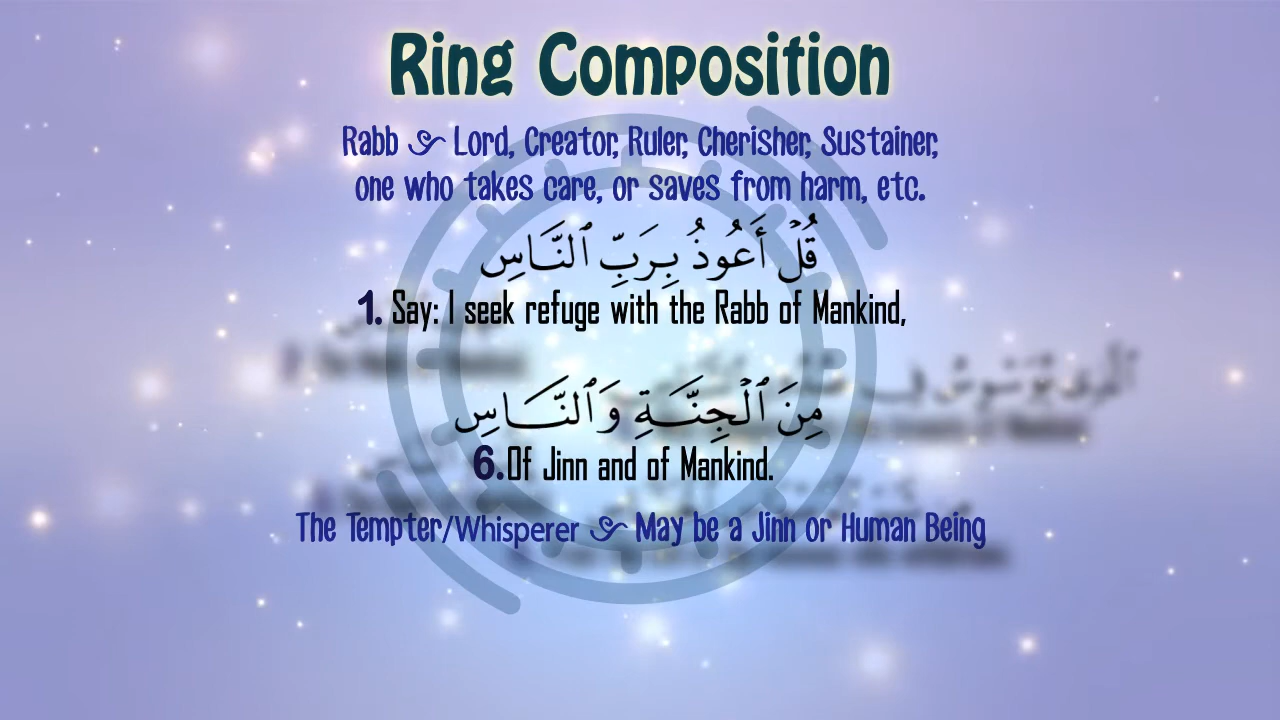 Ring Composition
Rabb Lord, Creator, Ruler, Cherisher, Sustainer,
one who takes care, or saves from harm, etc.
قُلۡ أَعُوذُ بِرَبِّ ٱلنَّاسِ
1. Say: I seek refuge with the Rabb of Mankind,
مِنَ ٱلۡجِنَّةِ وَٱلنَّاسِ
6.Of Jinn and of Mankind.
The Tempter/Whisperer May be a Jinn or Human Being